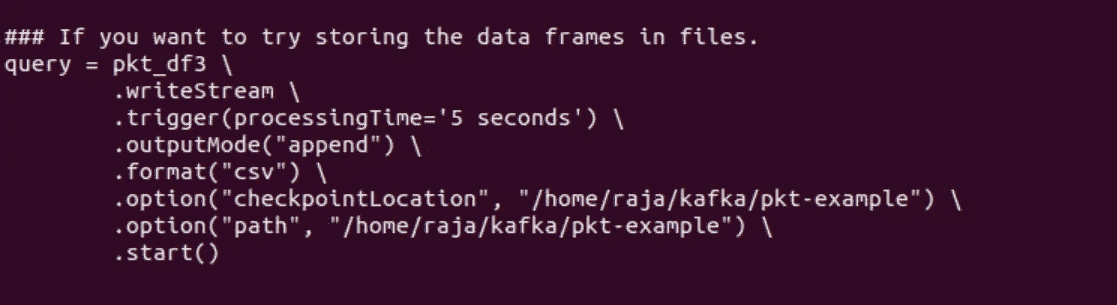 ### If you want to try storing the data frames in files.
query = pkt_df3 \
        .writeStream \
        .trigger(processingTime='5 seconds') \
        .outputMode("append") \
        .format("csv") \
        .option("checkpointLocation", "/home/raja/kafka/pkt-example") \
        .option("path", "/home/raja/kafka/pkt-example") \
        .start()